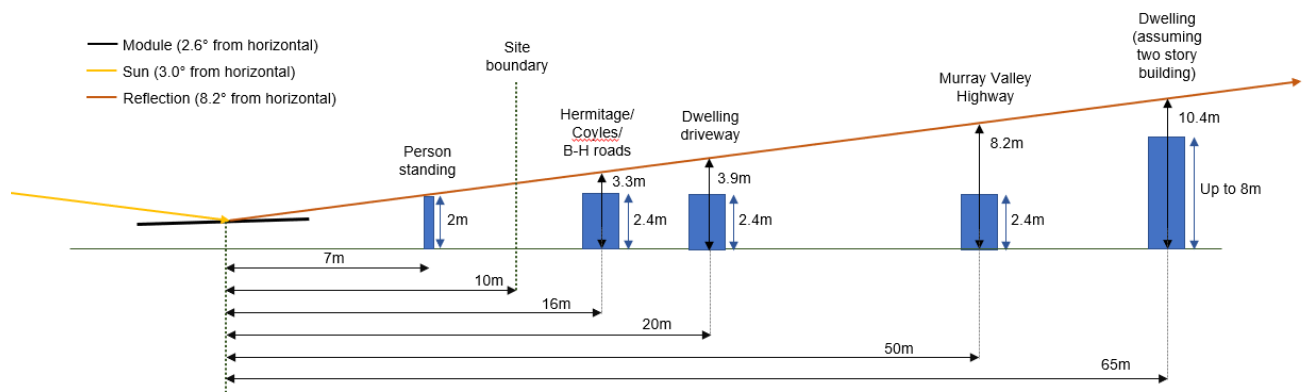 Module (2.6° from horizontal)
Sun (3.0° from horizontal)
Reflection (8.2° from horizontal)
Person
standing
Site
boundary
Hermitage/
Coyles/
B-H roads
Dwelling
driveway
Murray Valley
Highway
Dwelling
(assuming
two story
building)
2m
3.3m
2.4m
3.9m
2.4m
8.2m
2.4m
10.4m
Up to 8m
7m
10m
16m
20m
50m
65m